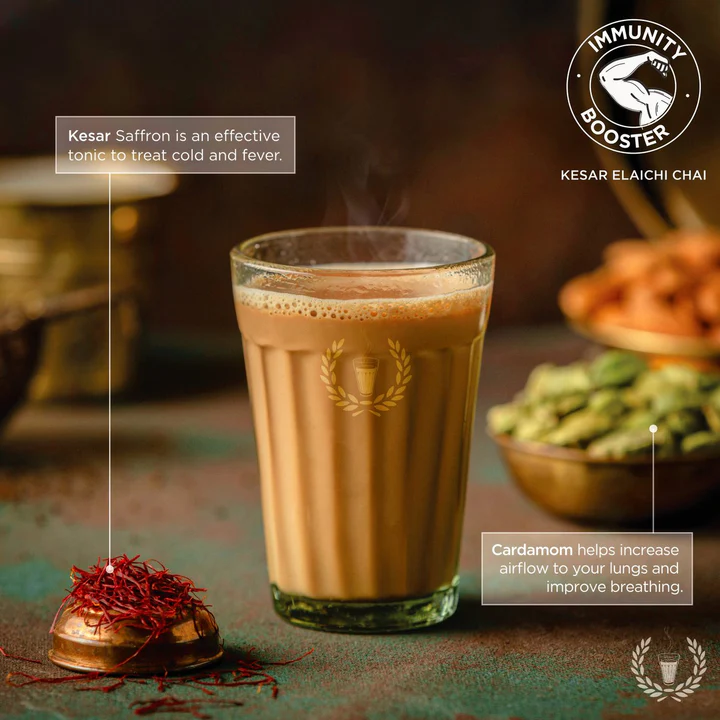 IMMUNITY
BOOSTER
KESAR ELAICHI CHAI
Kesar Saffron is an effective
tonic to treat cold and fever.
Cardamom helps increase
airflow to your lungs and
improve breathing.